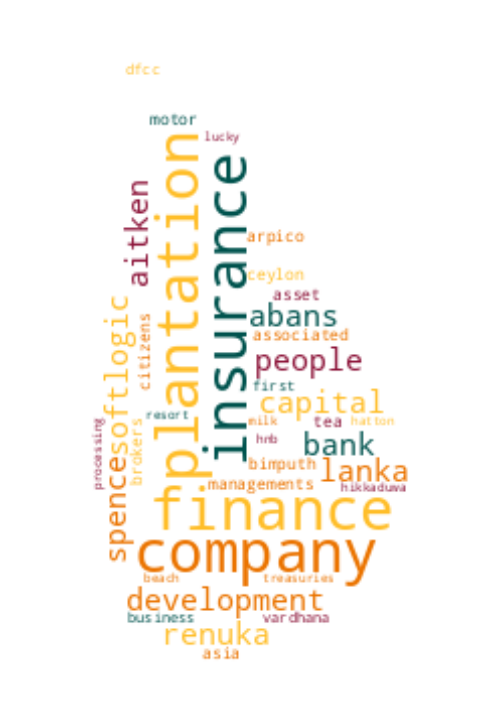 dfcc
motor
lucky
plantation
insurance
aitken
arpico
ceylon
asset
softlogic
abans
citizens
associated
people
first
capital
resort
milk
tea
hatton
processing
brokers
hnb
bank
spence
bimputh
lanka
managements
hikkaduwa
finance
company
beach
treasuries
development
business
vardhana
renuka
asia